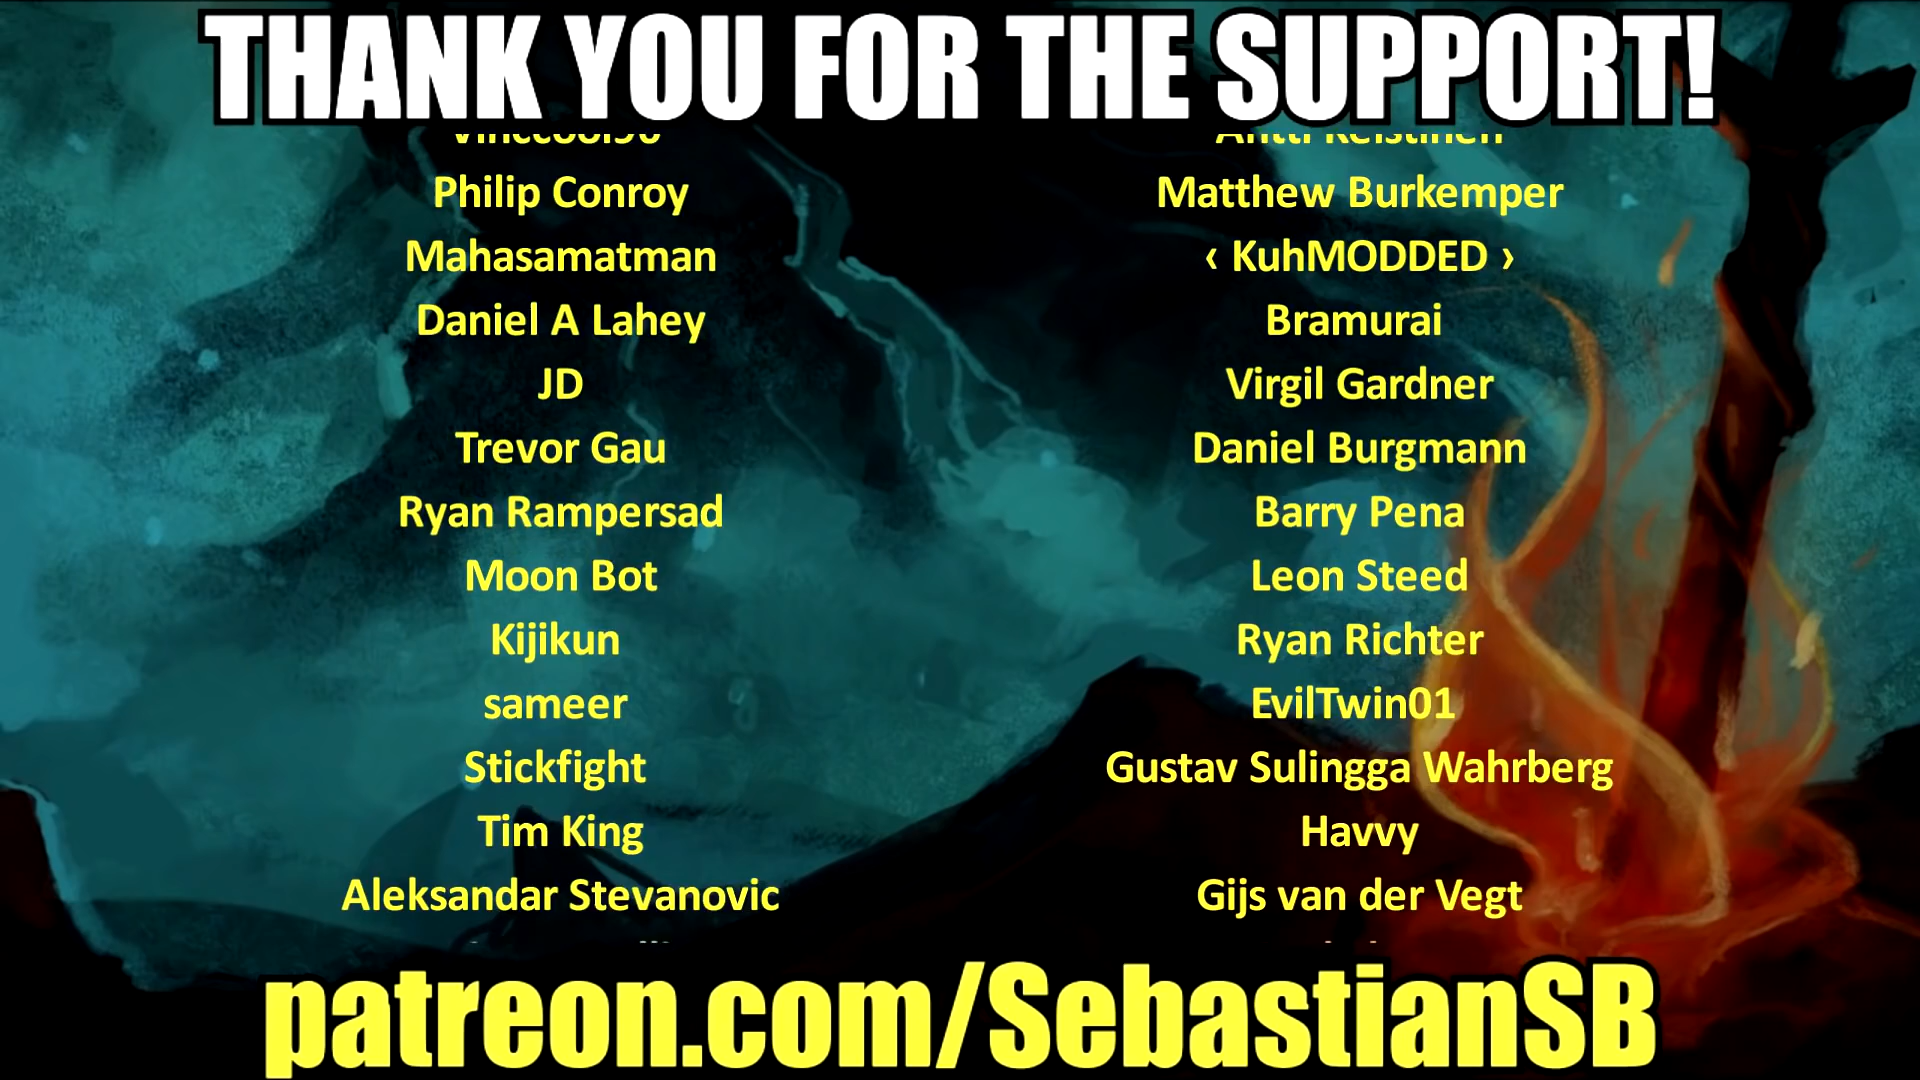 THANK YOU FOR THE SUPPORT!
Philip Conroy
Mahasamatman
Daniel A Lahey
JD
Trevor Gau
Ryan Rampersad
Moon Bot
Kijikun
sameer
Stickfight
Tim King
Aleksandar Stevanovic
Matthew Burkemper
‹ KuhMODDED ›
Bramurai
Virgil Gardner
Daniel Burgmann
Barry Pena
Leon Steed
Ryan Richter
EvilTwin01
Gustav Sulingga Wahrberg
Havvy
Gijs van der Vegt
patreon.com/SebastianSB